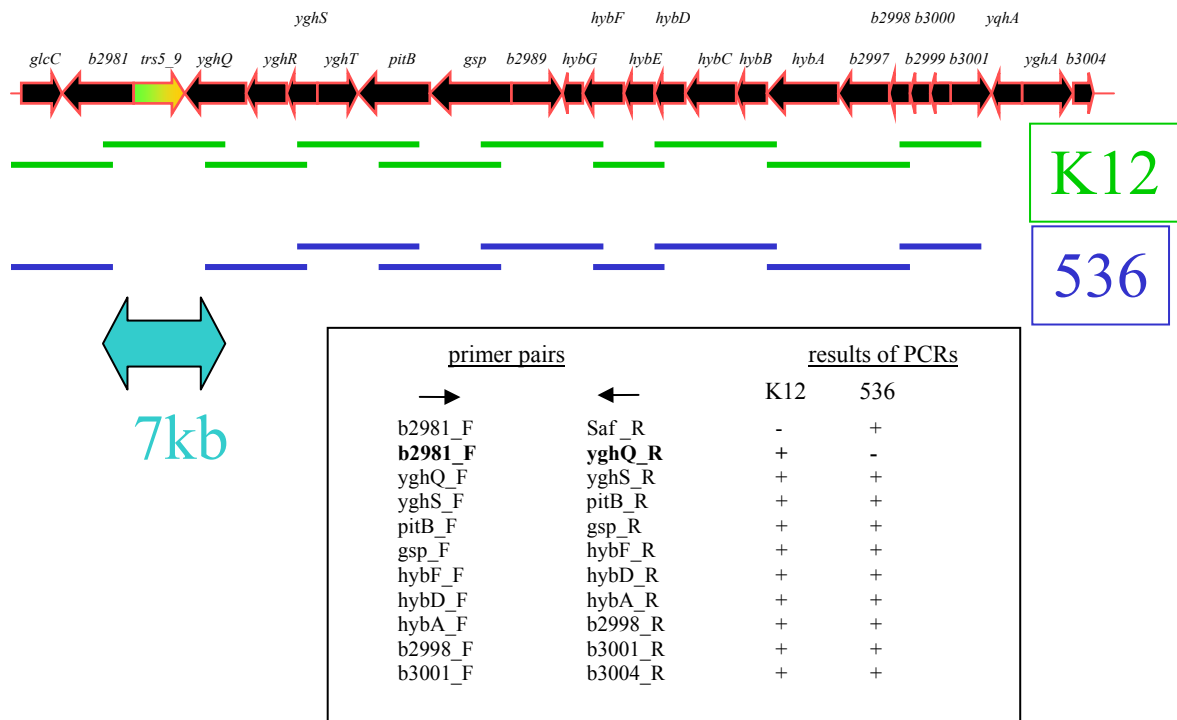 yghS hybF hybD b2998 b3000 yqhA
glcC b2981 trs5_9 yghQ yghR yghT pitB gsp b2989 hybG hybE hybC hybB hybA b2997 b2999 b3001 yghA b3004
K12
536
7kb
primer pairs results of PCRs
K12 536
b2981_F Saf _R - +
b2981_F yghQ_R + -
yghQ_F yghS_R + +
yghS_F pitB_R + +
pitB_F gsp_R + +
gsp_F hybF_R + +
hybF_F hybD_R + +
hybD_F hybA_R + +
hybA_F b2998_R + +
b2998_F b3001_R + +
b3001_F b3004_R + +